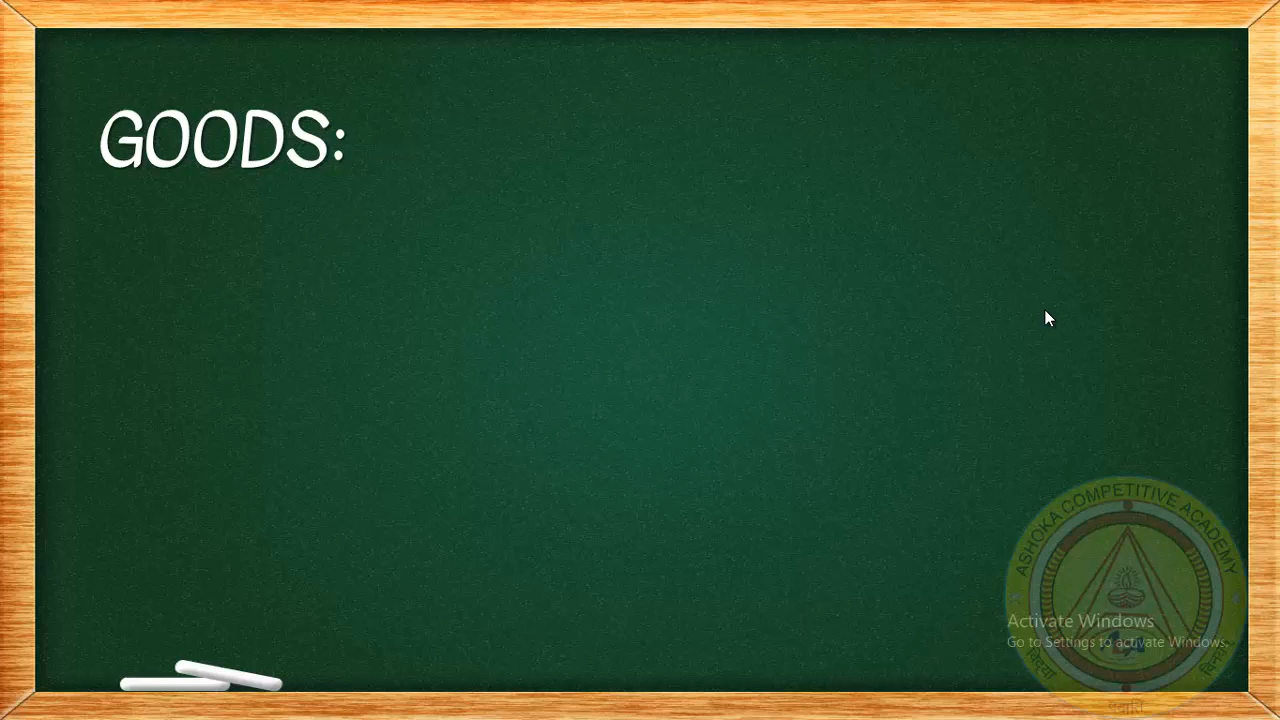 GOODS:
ASHOKA COMPETITIVE ACADEMY
Activate Windows
Go to Settings to activate Windows.